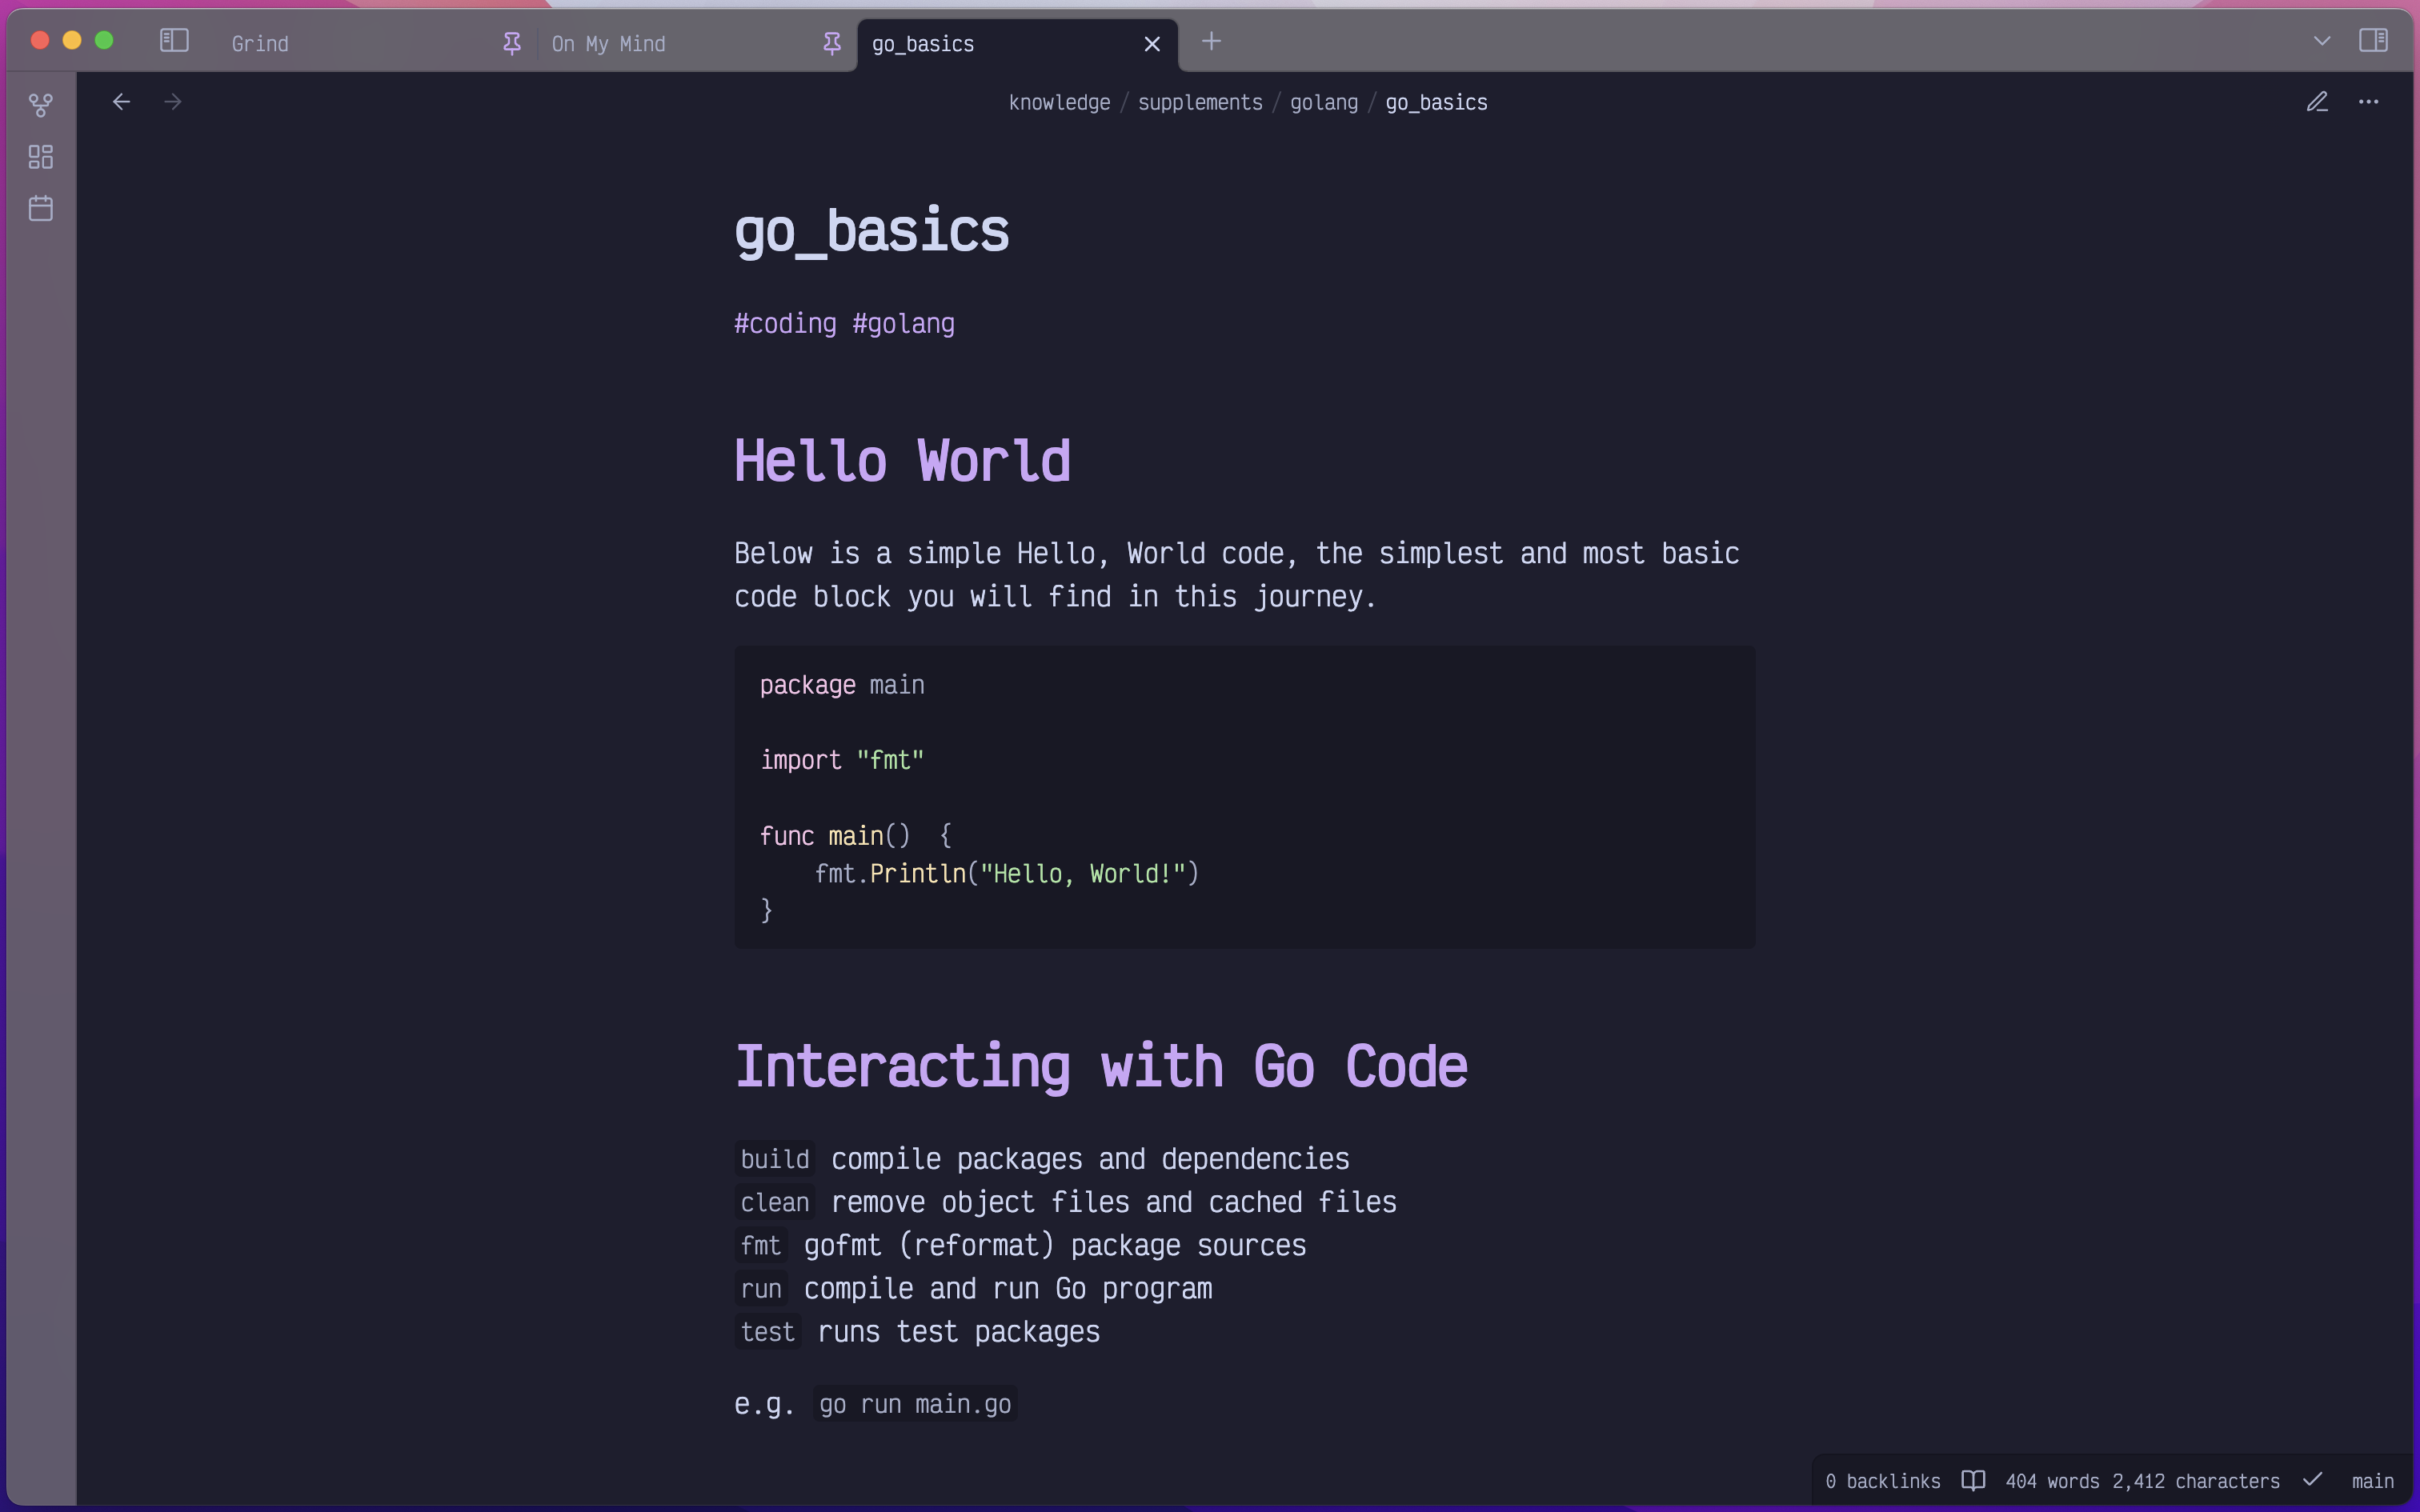 Grind
On My Mind
go_basics
knowledge / supplements / golang / go_basics
go_basics
#coding #golang
Hello World
Below is a simple Hello, World code, the simplest and most basic
code block you will find in this journey.
package main
import "fmt"
func main()  {
    fmt.Println("Hello, World!")
}
Interacting with Go Code
build compile packages and dependencies
clean remove object files and cached files
fmt gofmt (reformat) package sources
run compile and run Go program
test runs test packages
e.g. go run main.go
0 backlinks 404 words 2,412 characters main